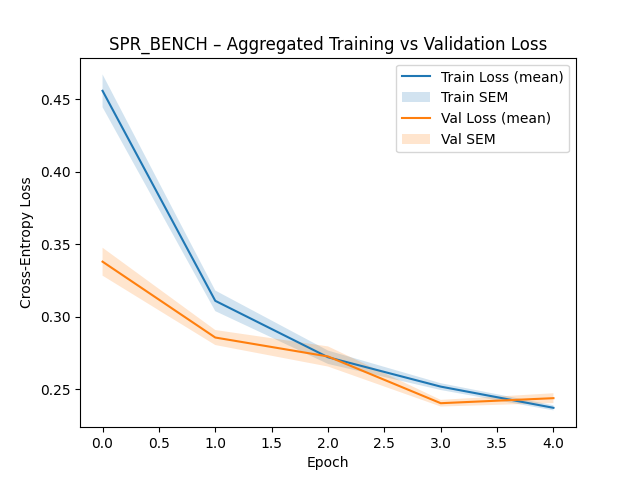 SPR_BENCH – Aggregated Training vs Validation Loss
Train Loss (mean)
Train SEM
Val Loss (mean)
Val SEM
Cross-Entropy Loss
0.45
0.40
0.35
0.30
0.25
0.0 0.5 1.0 1.5 2.0 2.5 3.0 3.5 4.0
Epoch